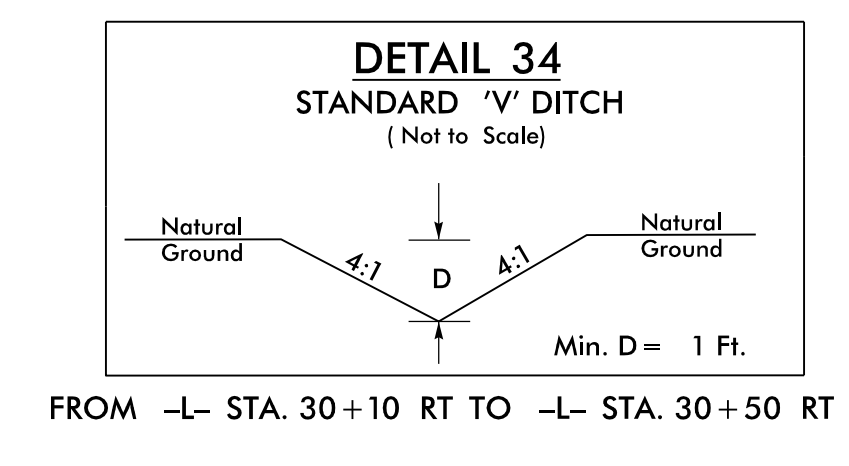 DETAIL 34
STANDARD 'V' DITCH
( Not to Scale)
Natural
Ground
4:1
D
4:1
Natural
Ground
Min. D = 1 Ft.
FROM –L– STA. 30+10 RT TO –L– STA. 30+50 RT